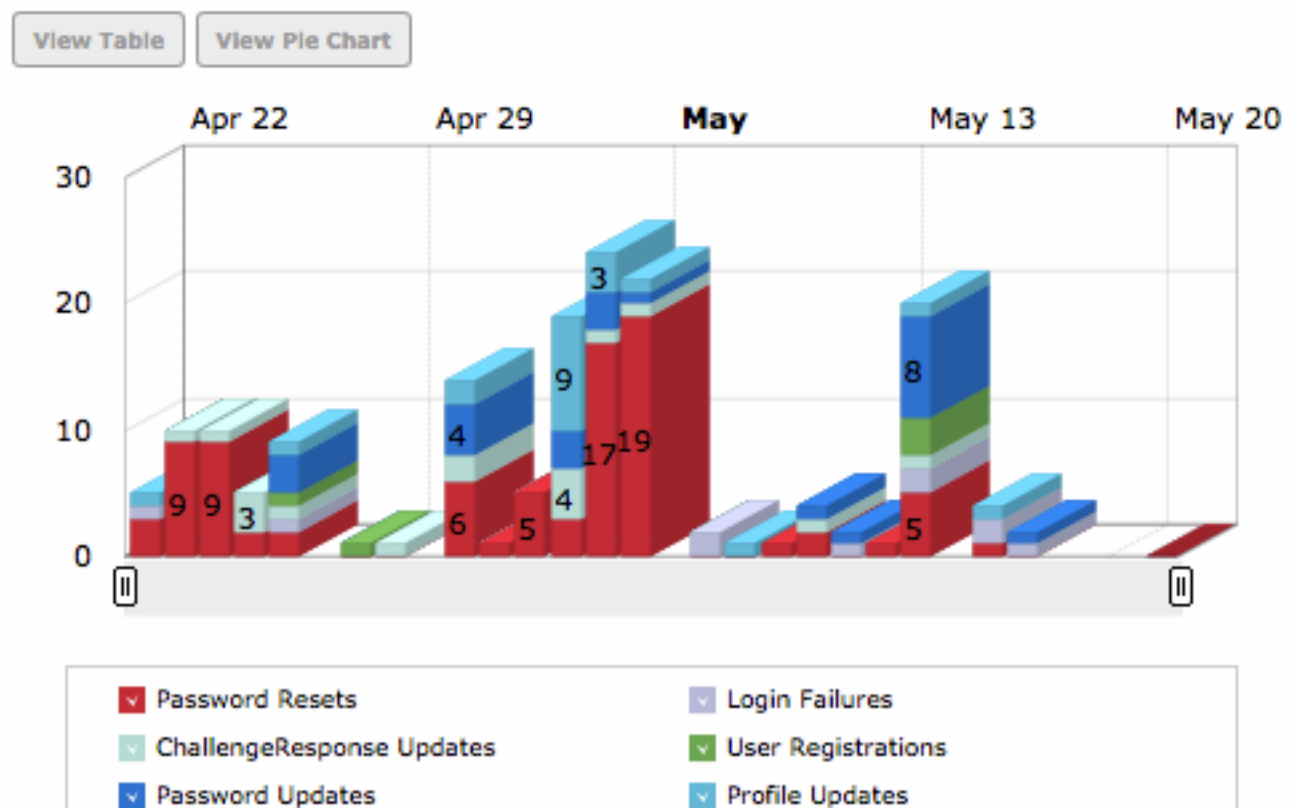 View Table View Pie Chart
Apr 22 Apr 29 May May 13 May 20
30
20
10
0
9 9 3 6 4 5 4 9 17 3 19 5 8
Password Resets Login Failures
ChallengeResponse Updates User Registrations
Password Updates Profile Updates